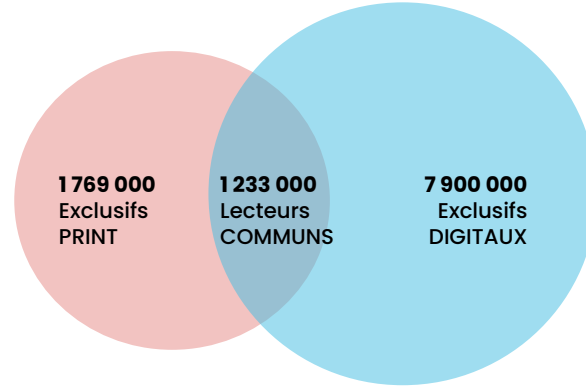 1 769 000
Exclusifs
PRINT
1 233 000
Lecteurs
COMMUNS
7 900 000
Exclusifs
DIGITAUX